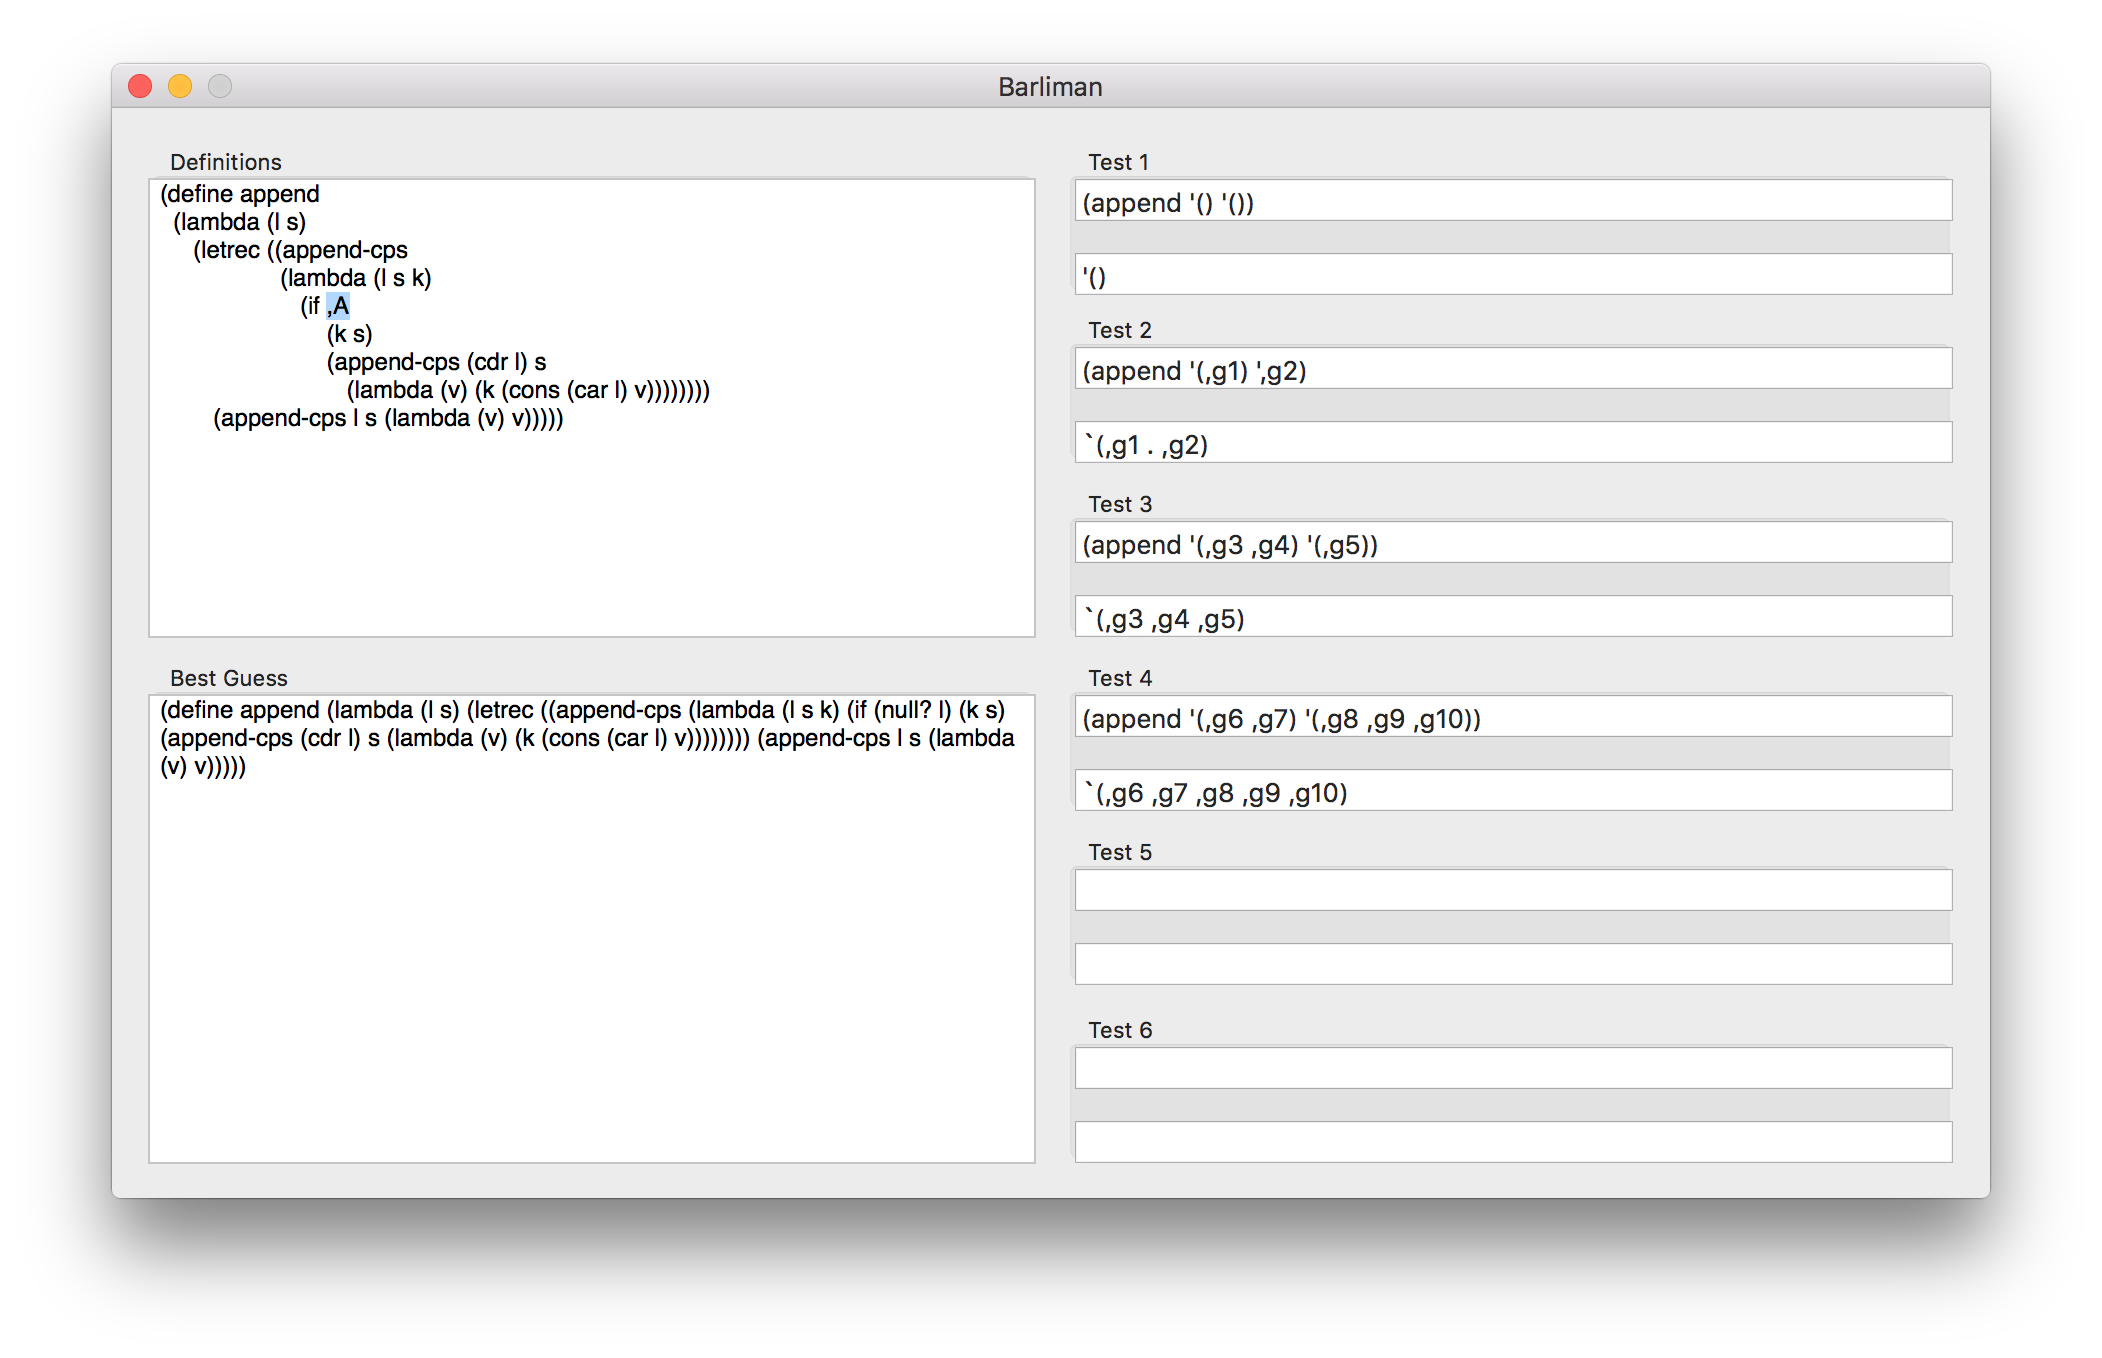 Barliman
Definitions
(define append
(lambda (l s)
(letrec ((append-cps
(lambda (l s k)
(if ,A
(k s)
(append-cps (cdr l) s
(lambda (v) (k (cons (car l) v))))))))
(append-cps l s (lambda (v) v)))))
Best Guess
(define append (lambda (l s) (letrec ((append-cps (lambda (l s k) (if (null? l) (k s)
(append-cps (cdr l) s (lambda (v) (k (cons (car l) v)))))))) (append-cps l s (lambda
(v) v)))))
Test 1
(append '() '())
'()
Test 2
(append '(,g1) ',g2)
`(,g1 . ,g2)
Test 3
(append '(,g3 ,g4) '(,g5))
`(,g3 ,g4 ,g5)
Test 4
(append '(,g6 ,g7) '(,g8 ,g9 ,g10))
`(,g6 ,g7 ,g8 ,g9 ,g10)
Test 5
Test 6